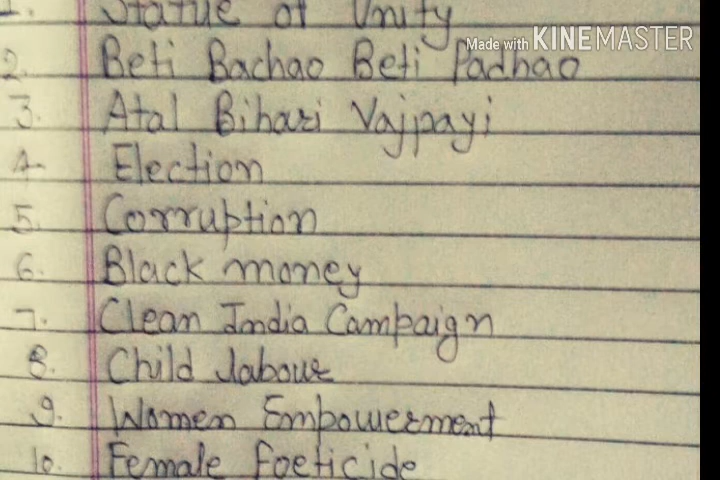 1. Statue of Unity
Made with KINEMASTER
2. Beti Bachao Beti Padhao
3. Atal Bihari Vajpayi
4. Election
5. Corruption
6. Black money
7. Clean India Campaign
8. Child labour
9. Women Empowerment
10. Female Foeticide